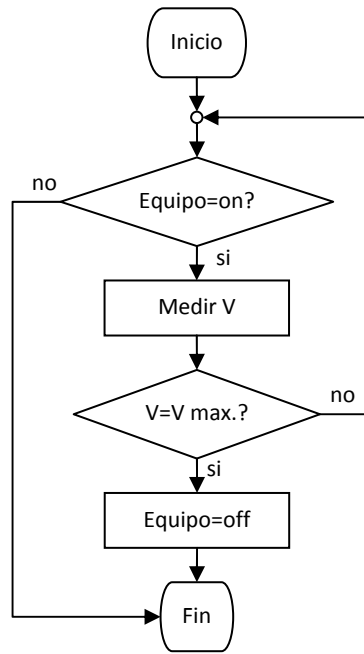 Inicio
no
Equipo=on?
si
Medir V
V=V max.?
no
si
Equipo=off
Fin